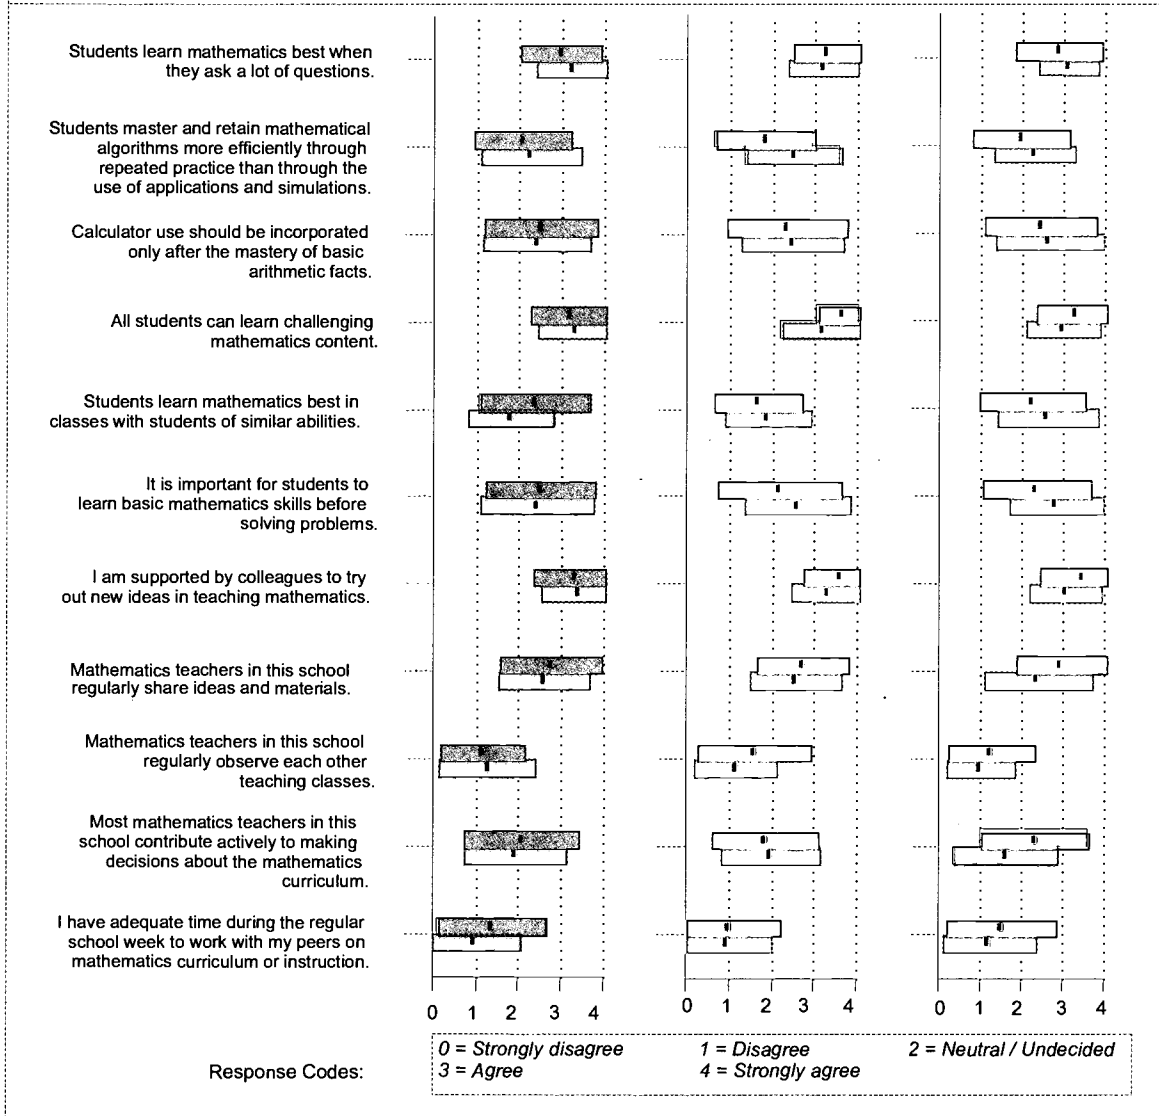 Students learn mathematics best when
they ask a lot of questions.
Students master and retain mathematical
algorithms more efficiently through
repeated practice than through the
use of applications and simulations.
Calculator use should be incorporated
only after the mastery of basic
arithmetic facts.
All students can learn challenging
mathematics content.
Students learn mathematics best in
classes with students of similar abilities.
It is important for students to
learn basic mathematics skills before
solving problems.
I am supported by colleagues to try
out new ideas in teaching mathematics.
Mathematics teachers in this school
regularly share ideas and materials.
Mathematics teachers in this school
regularly observe each other
teaching classes.
Most mathematics teachers in this
school contribute actively to making
decisions about the mathematics
curriculum.
I have adequate time during the regular
school week to work with my peers on
mathematics curriculum or instruction.
0 1 2 3 4 0 1 2 3 4 0 1 2 3 4
Response Codes:
0 = Strongly disagree 1 = Disagree 2 = Neutral / Undecided
3 = Agree 4 = Strongly agree